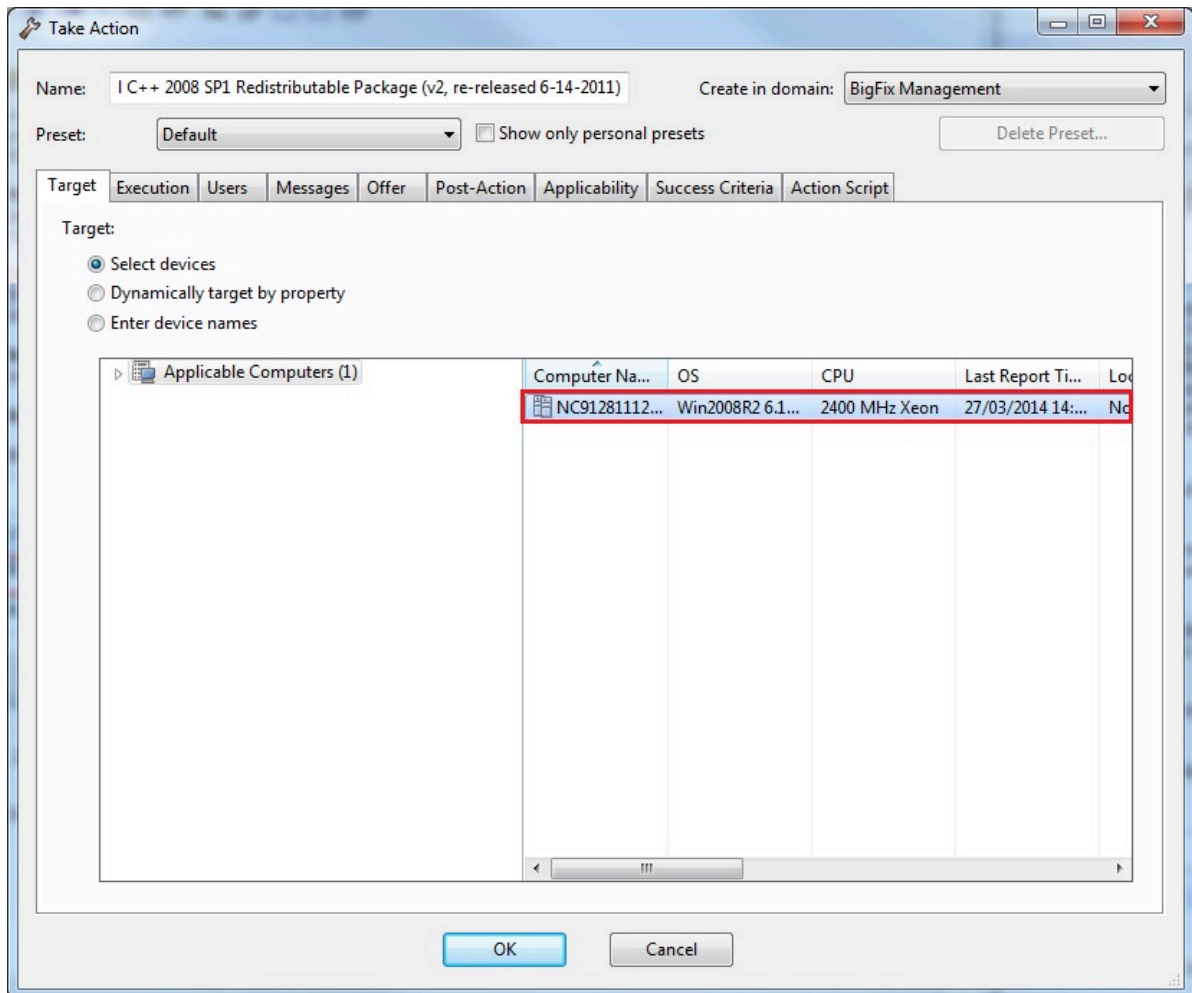 Take Action
Name: l C++ 2008 SP1 Redistributable Package (v2, re-released 6-14-2011) Create in domain: BigFix Management
Preset: Default Show only personal presets Delete Preset...
Target Execution Users Messages Offer Post-Action Applicability Success Criteria Action Script
Target:
Select devices
Dynamically target by property
Enter device names
Applicable Computers (1) Computer Na... OS CPU Last Report Ti... Loc
NC91281112... Win2008R2 6.1... 2400 MHz Xeon 27/03/2014 14:... No
OK Cancel